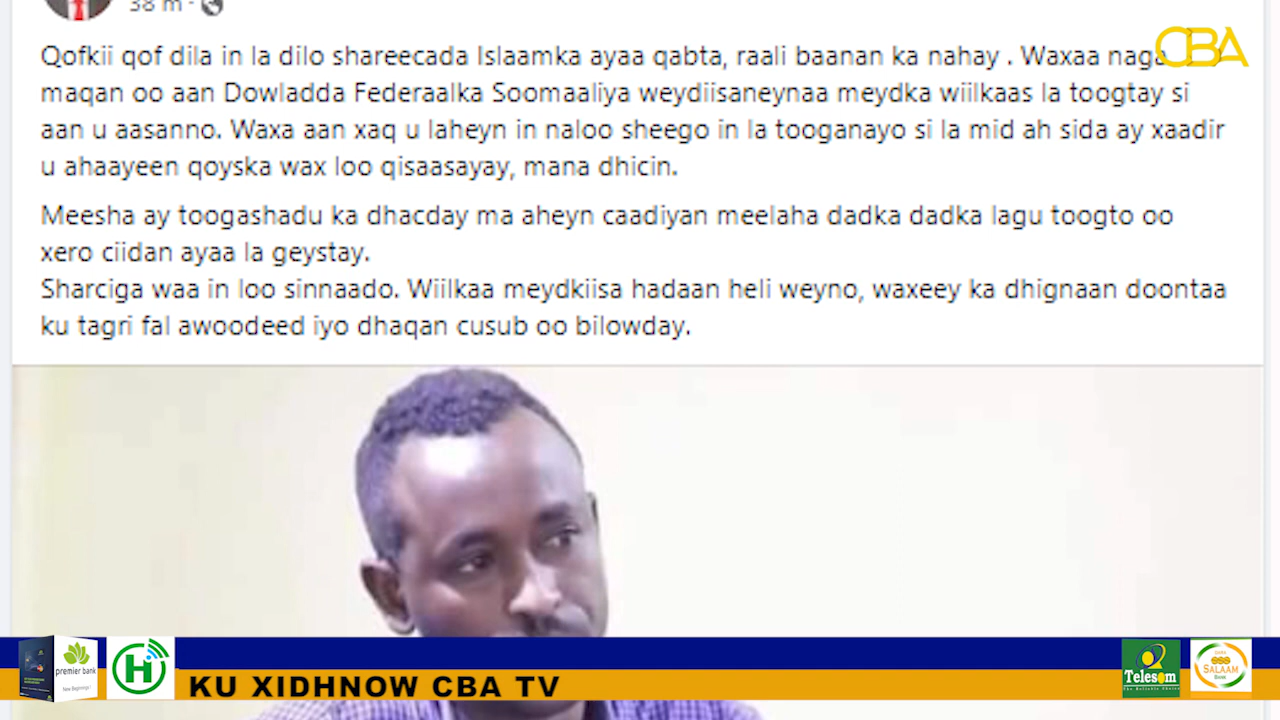 38 m ·
CBA
Qofkii qof dila in la dilo shareecada Islaamka ayaa qabta, raali baanan ka nahay . Waxaa naga
maqan oo aan Dowladda Federaalka Soomaaliya weydiisaneynaa meydka wiilkaas la toogtay si
aan u aasanno. Waxa aan xaq u laheyn in naloo sheego in la tooganayo si la mid ah sida ay xaadir
u ahaayeen qoyska wax loo qisaasayay, mana dhicin.
Meesha ay toogashadu ka dhacday ma aheyn caadiyan meelaha dadka dadka lagu toogto oo
xero ciidan ayaa la geystay.
Sharciga waa in loo sinnaado. Wiilkaa meydkiisa hadaan heli weyno, waxeey ka dhignaan doontaa
ku tagri fal awoodeed iyo dhaqan cusub oo bilowday.
premier bank
New Beginnings!
H
KU XIDHNOW CBA TV
Telesom
The Reliable Choice
SALAAM